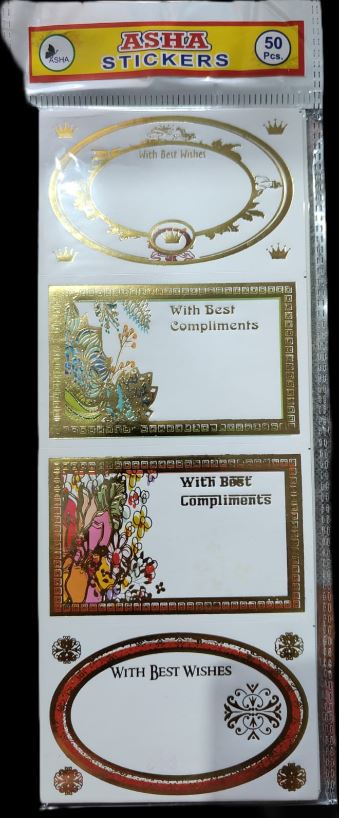 ASHA
ASHA
STICKERS
50
Pcs.
With Best Wishes
With Best
Compliments
With Best
Compliments
WITH BEST WISHES